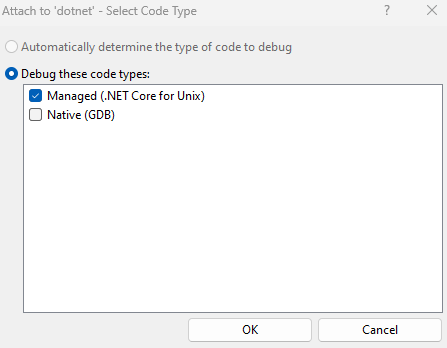 Attach to 'dotnet' - Select Code Type
Automatically determine the type of code to debug
Debug these code types:
Managed (.NET Core for Unix)
Native (GDB)
OK Cancel